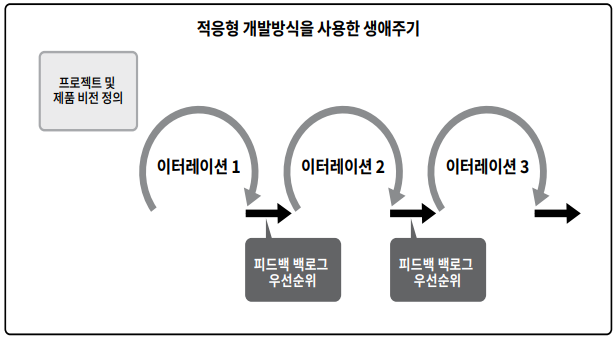 적응형 개발방식을 사용한 생애주기
프로젝트 및
제품 비전 정의
이터레이션 1
이터레이션 2
이터레이션 3
피드백 백로그
우선순위
피드백 백로그
우선순위